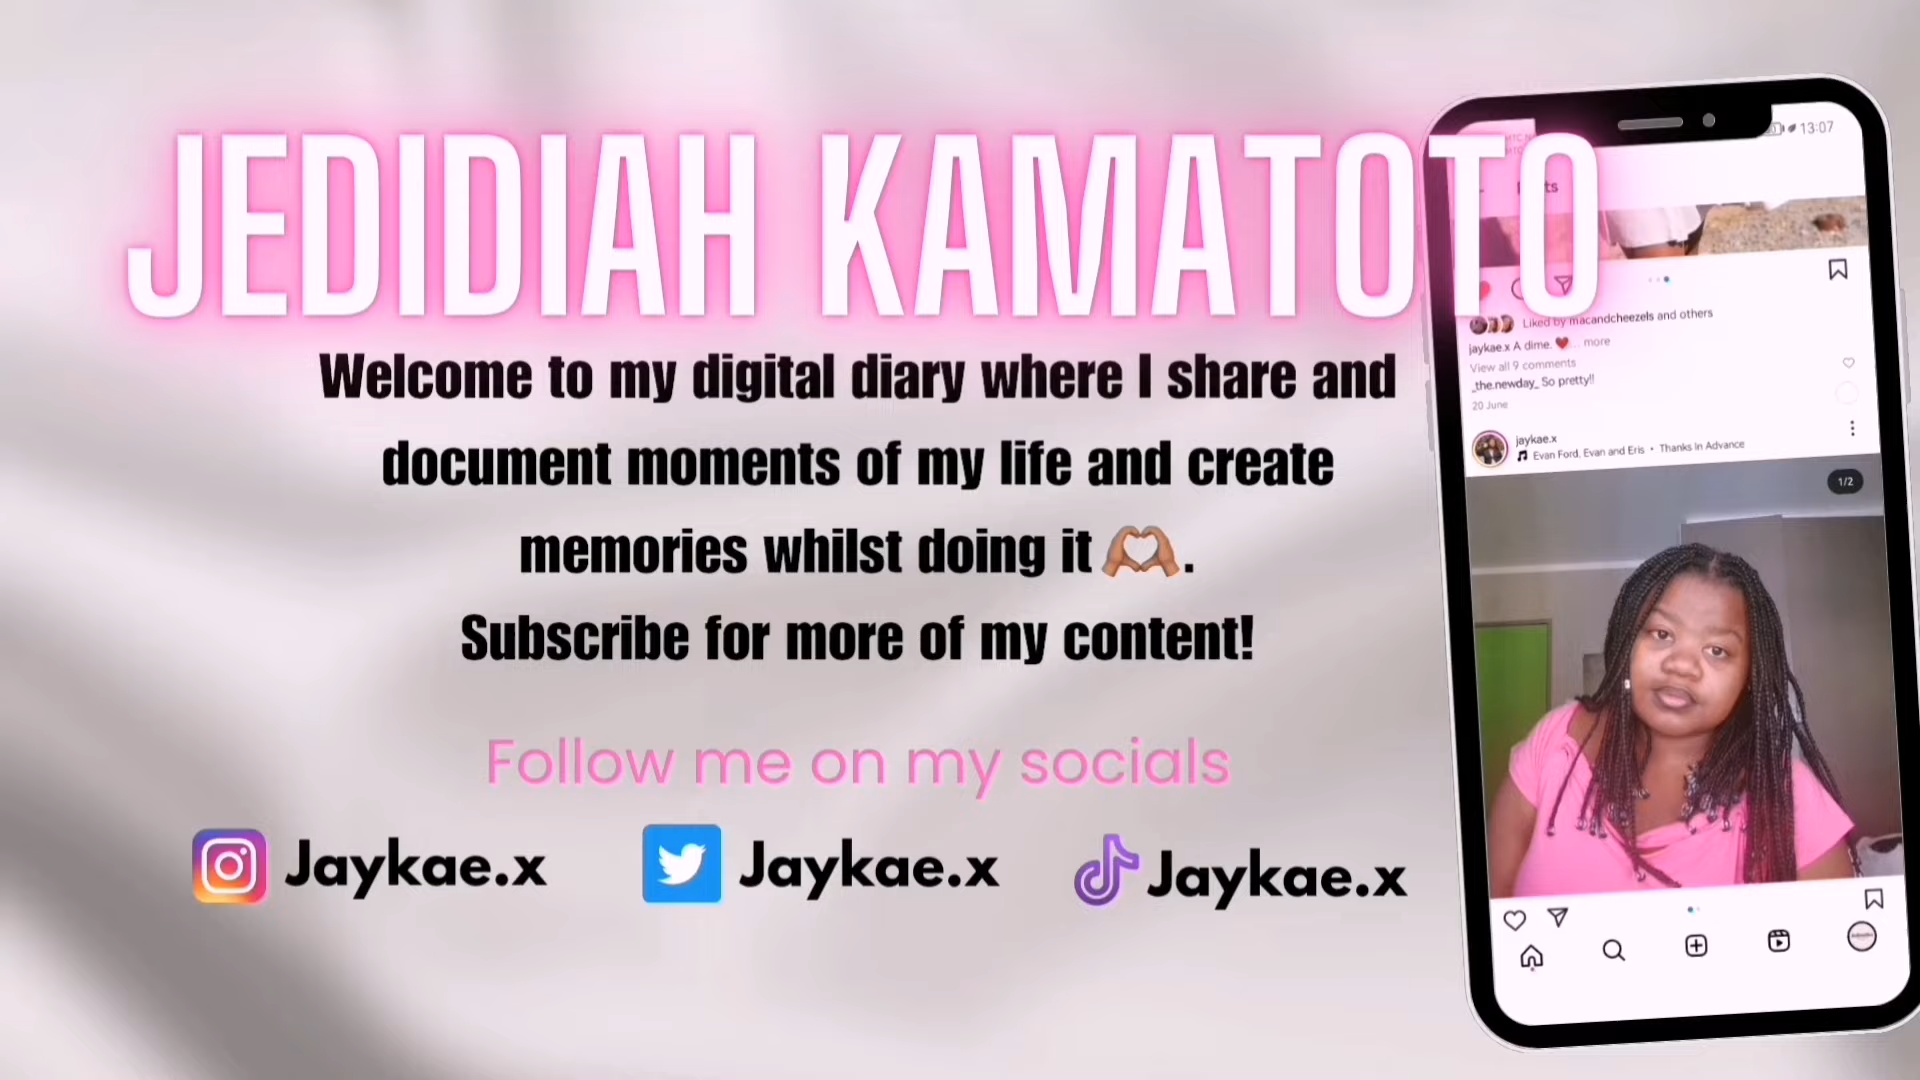 JEDIDIAH KAMATOTO
Welcome to my digital diary where I share and
document moments of my life and create
memories whilst doing it 🫶🏽.
Subscribe for more of my content!
Follow me on my socials
Jaykae.x
Jaykae.x
Jaykae.x
13:07
Liked by macandcheezels and others
jaykae.x A dime. ❤️ ... more
View all 9 comments
_the.newday_ So pretty!!
20 June
jaykae.x
Evan Ford, Evan and Eris • Thanks In Advance
1/2